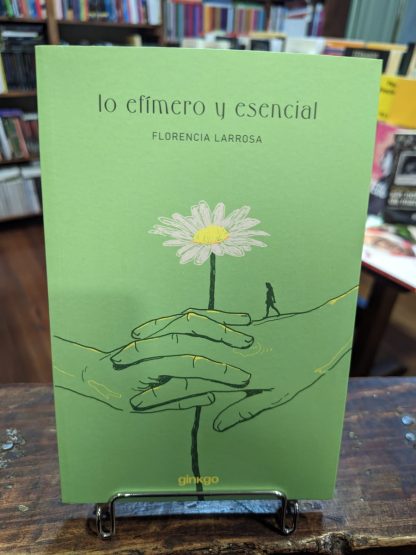 lo efímero y esencial
FLORENCIA LARROSA
ginkgo